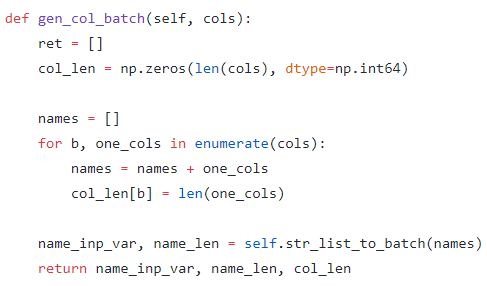 def gen_col_batch(self, cols):
    ret = []
    col_len = np.zeros(len(cols), dtype=np.int64)

    names = []
    for b, one_cols in enumerate(cols):
        names = names + one_cols
        col_len[b] = len(one_cols)

    name_inp_var, name_len = self.str_list_to_batch(names)
    return name_inp_var, name_len, col_len